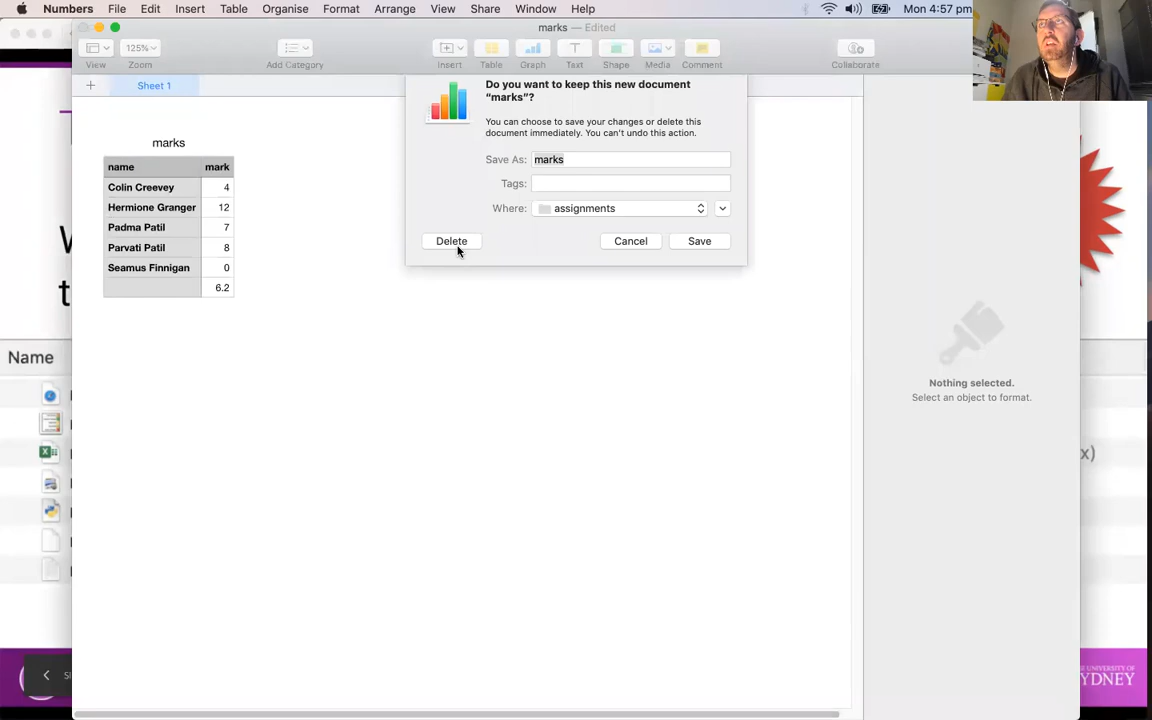 Numbers File Edit Insert Table Organise Format Arrange View Share Window Help Mon 4:57 pm
marks — Edited
125%
View Zoom Add Category Insert Table Graph Text Shape Media Comment Collaborate
Sheet 1
Do you want to keep this new document
“marks”?
You can choose to save your changes or delete this
document immediately. You can't undo this action.
Save As: marks
Tags:
Where: assignments
Delete Cancel Save
marks
name mark
Colin Creevey 4
Hermione Granger 12
Padma Patil 7
Parvati Patil 8
Seamus Finnigan 0
6.2
Nothing selected.
Select an object to format.
Name
x)
UNIVERSITY OF
YDNEY